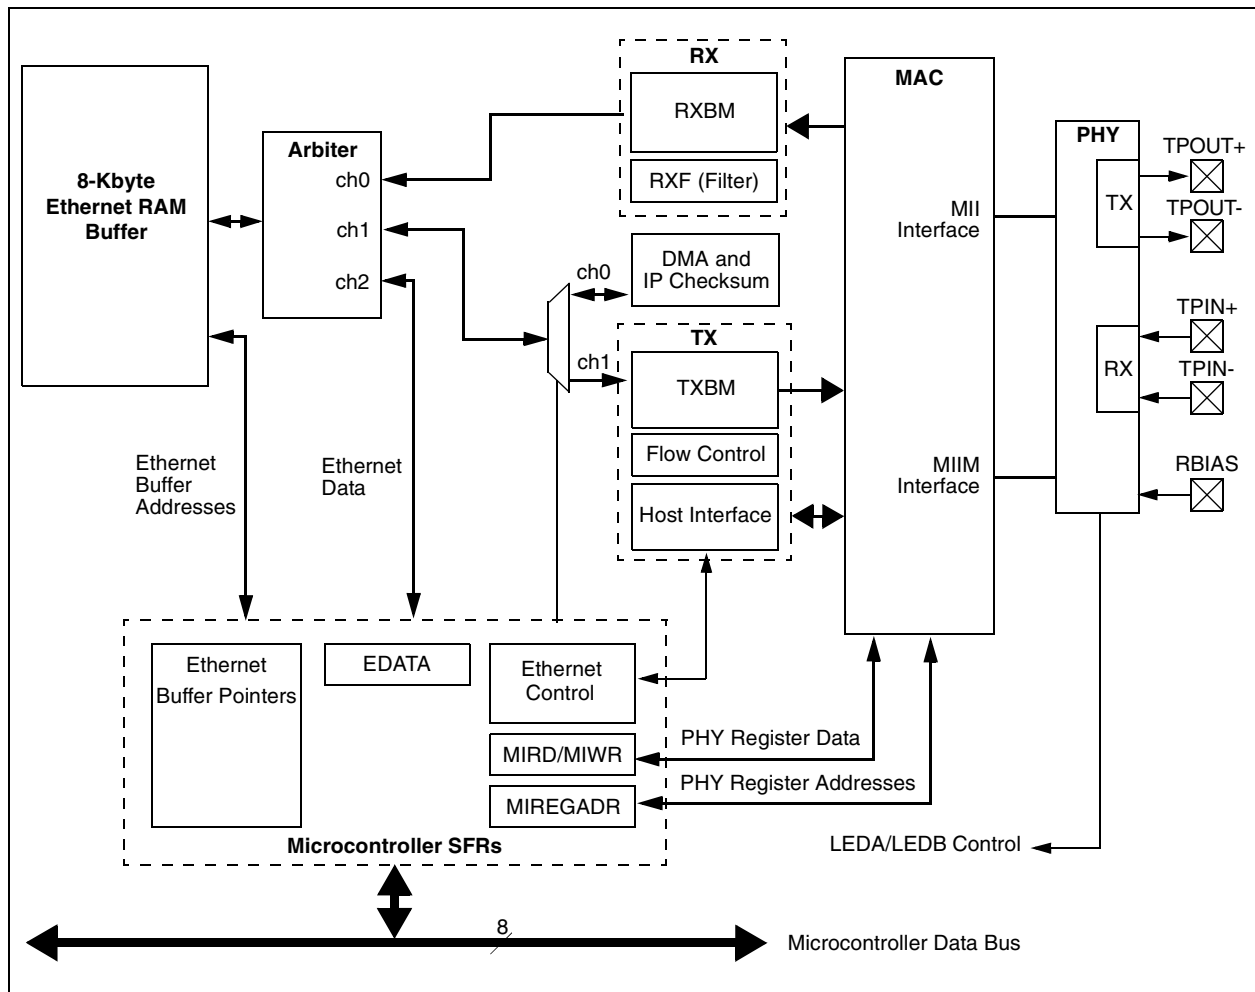 8-Kbyte
Ethernet RAM
Buffer
Arbiter
ch0
ch1
ch2
RX
RXBM
RXF (Filter)
DMA and
IP Checksum
ch0
ch1
TX
TXBM
Flow Control
Host Interface
MAC
MII
Interface
MIIM
Interface
PHY
TX
RX
TPOUT+
TPOUT-
TPIN+
TPIN-
RBIAS
Ethernet
Buffer
Addresses
Ethernet
Data
Ethernet
Buffer Pointers
EDATA
Ethernet
Control
MIRD/MIWR
MIREGADR
Microcontroller SFRs
PHY Register Data
PHY Register Addresses
LEDA/LEDB Control
8
Microcontroller Data Bus